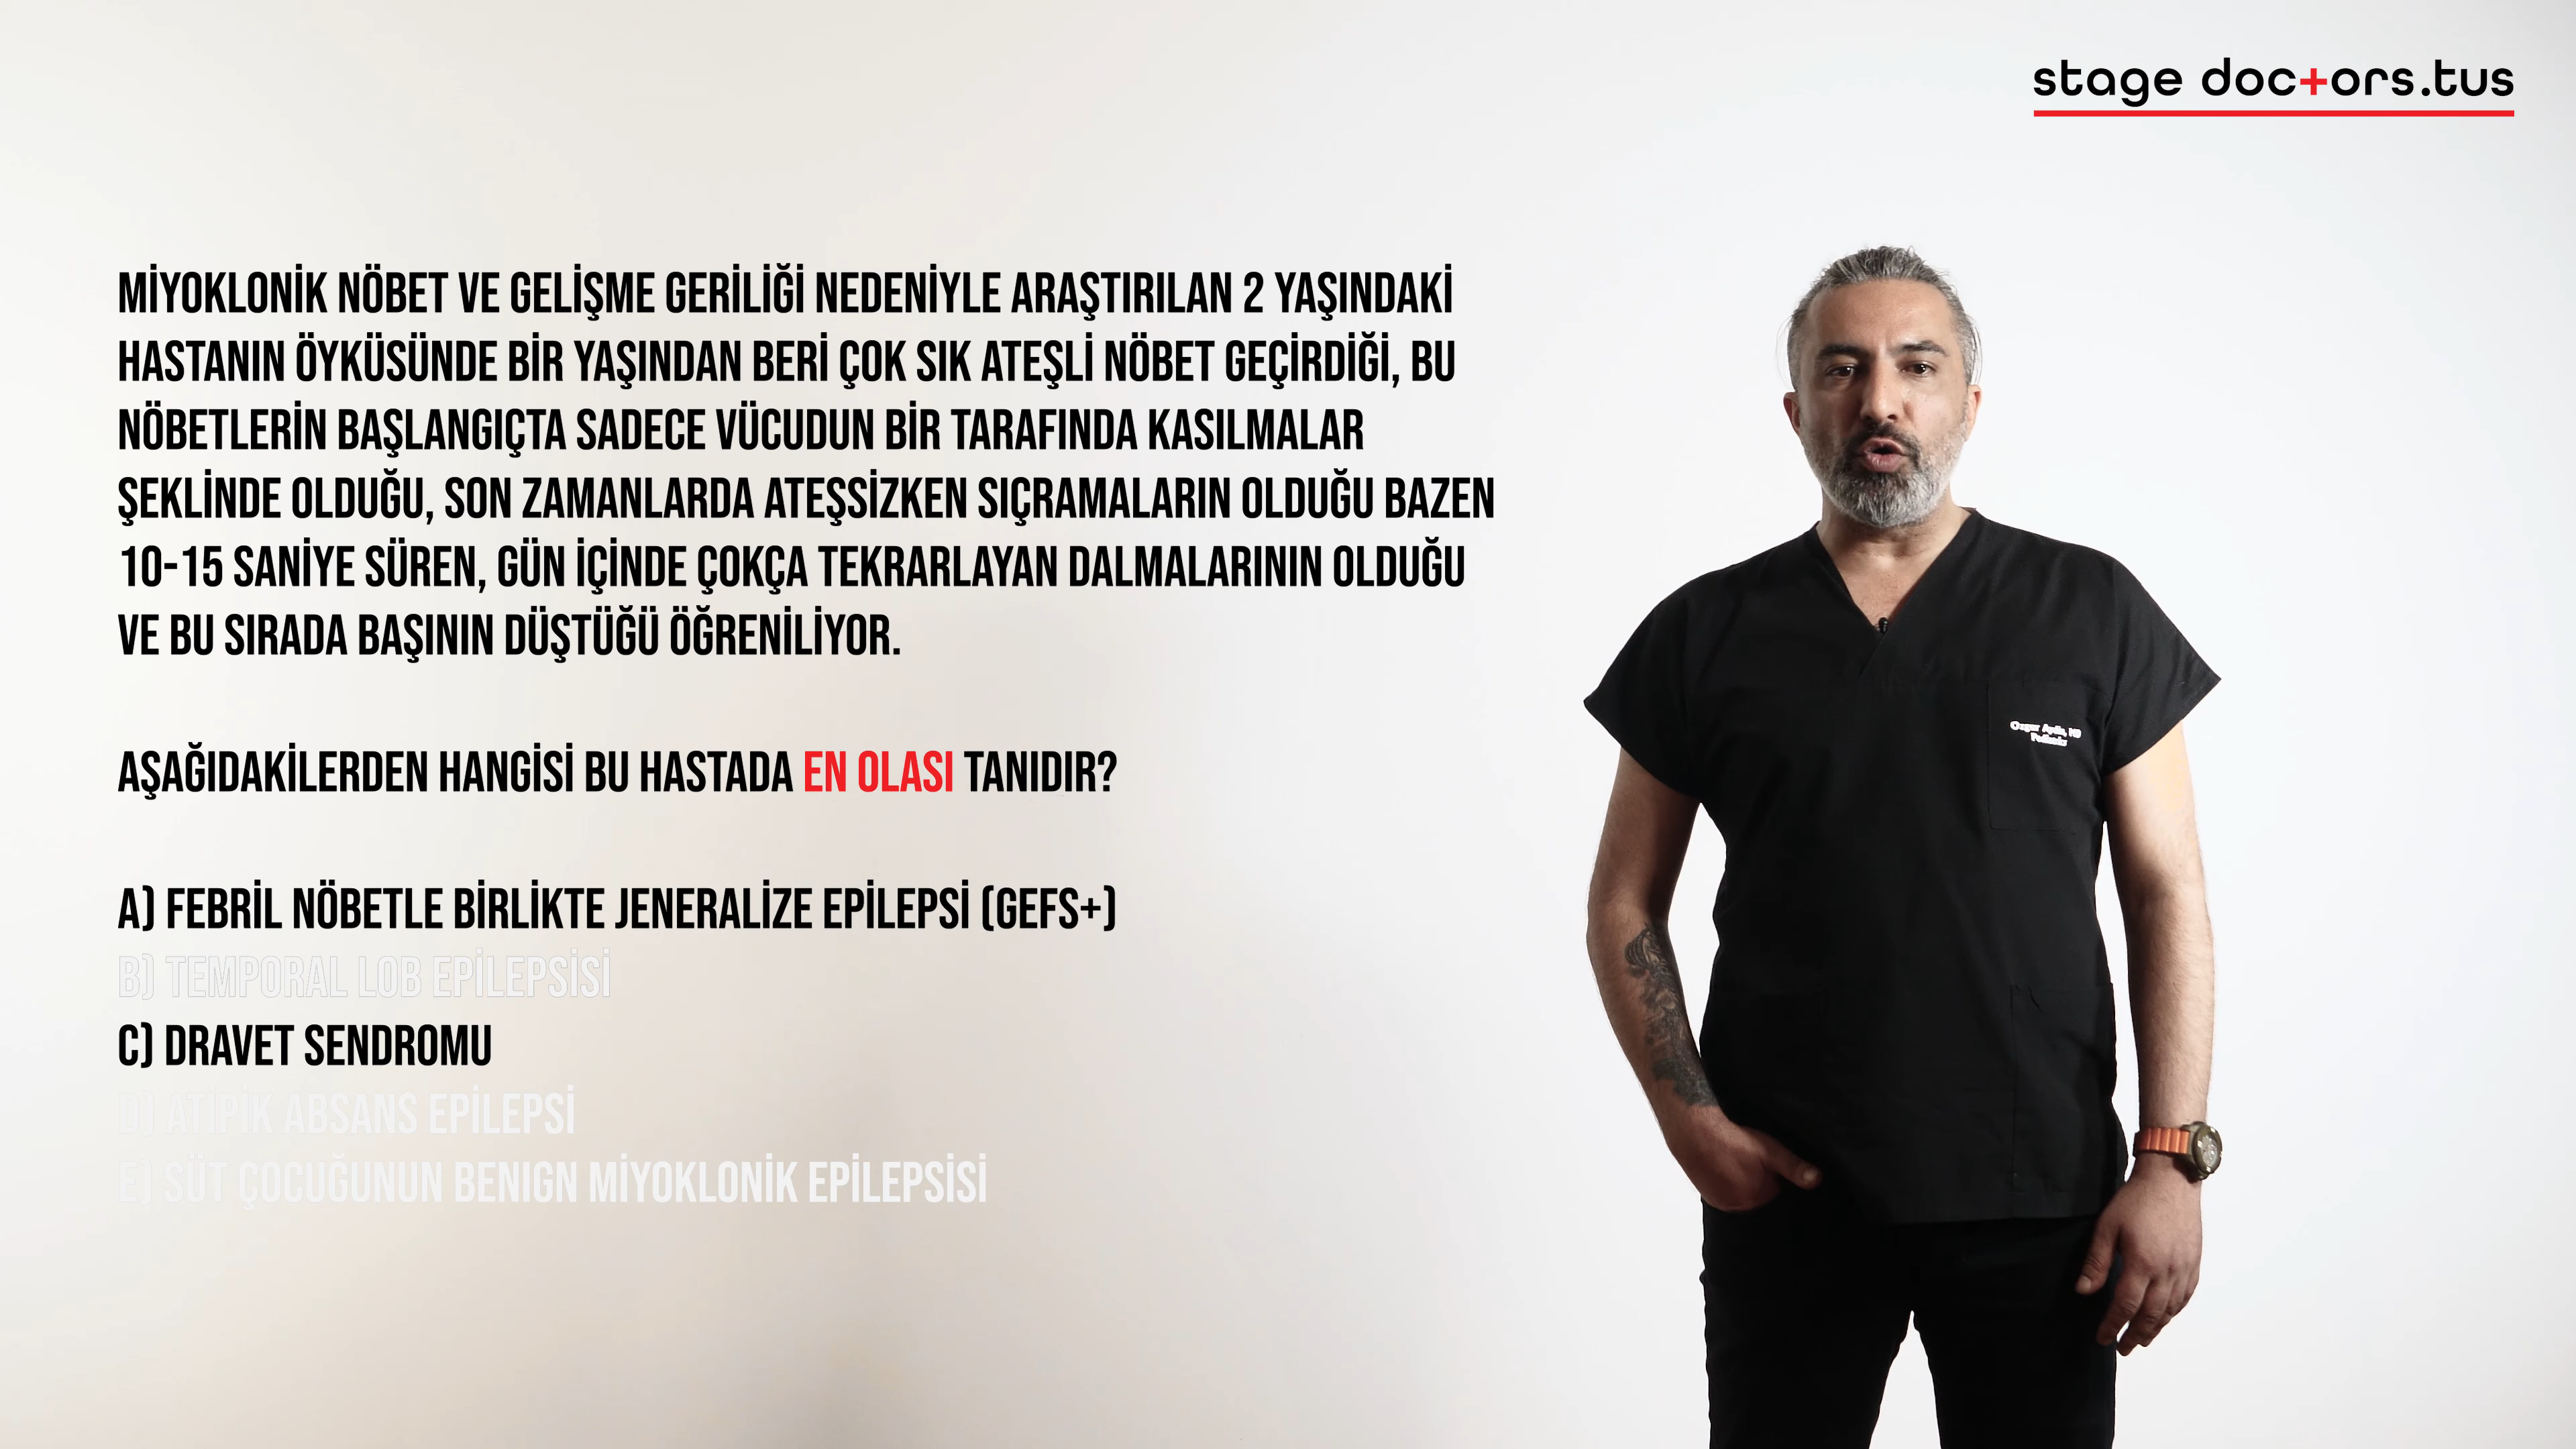 stage doctors.tus
MİYOKLONİK NÖBET VE GELİŞME GERİLİĞİ NEDENİYLE ARAŞTIRILAN 2 YAŞINDAKİ
HASTANIN ÖYKÜSÜNDE BİR YAŞINDAN BERİ ÇOK SIK ATEŞLİ NÖBET GEÇİRDİĞİ, BU
NÖBETLERİN BAŞLANGIÇTA SADECE VÜCUDUN BİR TARAFINDA KASILMALAR
ŞEKLİNDE OLDUĞU, SON ZAMANLARDA ATEŞSİZKEN SIÇRAMALARIN OLDUĞU BAZEN
10-15 SANİYE SÜREN, GÜN İÇİNDE ÇOKÇA TEKRARLAYAN DALMALARININ OLDUĞU
VE BU SIRADA BAŞININ DÜŞTÜĞÜ ÖĞRENİLİYOR.
AŞAĞIDAKİLERDEN HANGİSİ BU HASTADA EN OLASI TANIDIR?
A) FEBRİL NÖBETLE BİRLİKTE JENERALİZE EPİLEPSİ (GEFS+)
B) TEMPORAL LOB EPİLEPSİSİ
C) DRAVET SENDROMU
D) ATİPİK ABSANS EPİLEPSİ
E) SÜT ÇOCUĞUNUN BENIGN MİYOKLONİK EPİLEPSİSİ